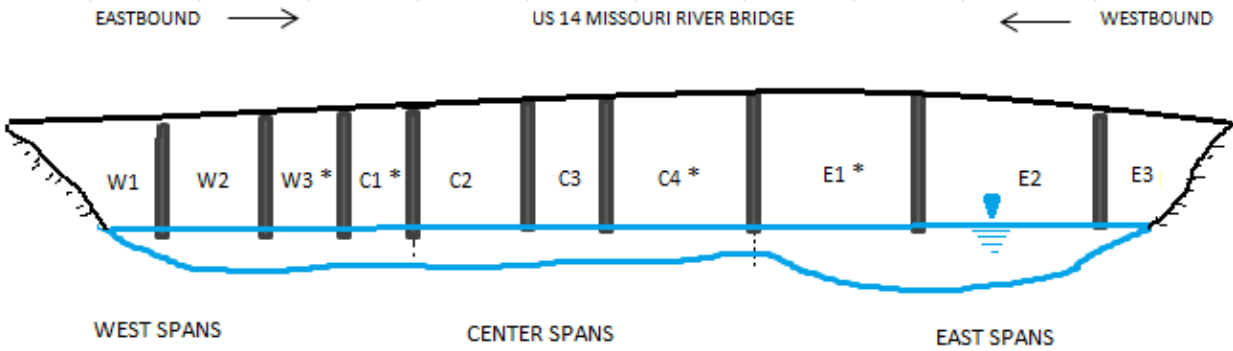 EASTBOUND US 14 MISSOURI RIVER BRIDGE WESTBOUND
W1 W2 W3 * C1 * C2 C3 C4 * E1 * E2 E3
WEST SPANS CENTER SPANS EAST SPANS